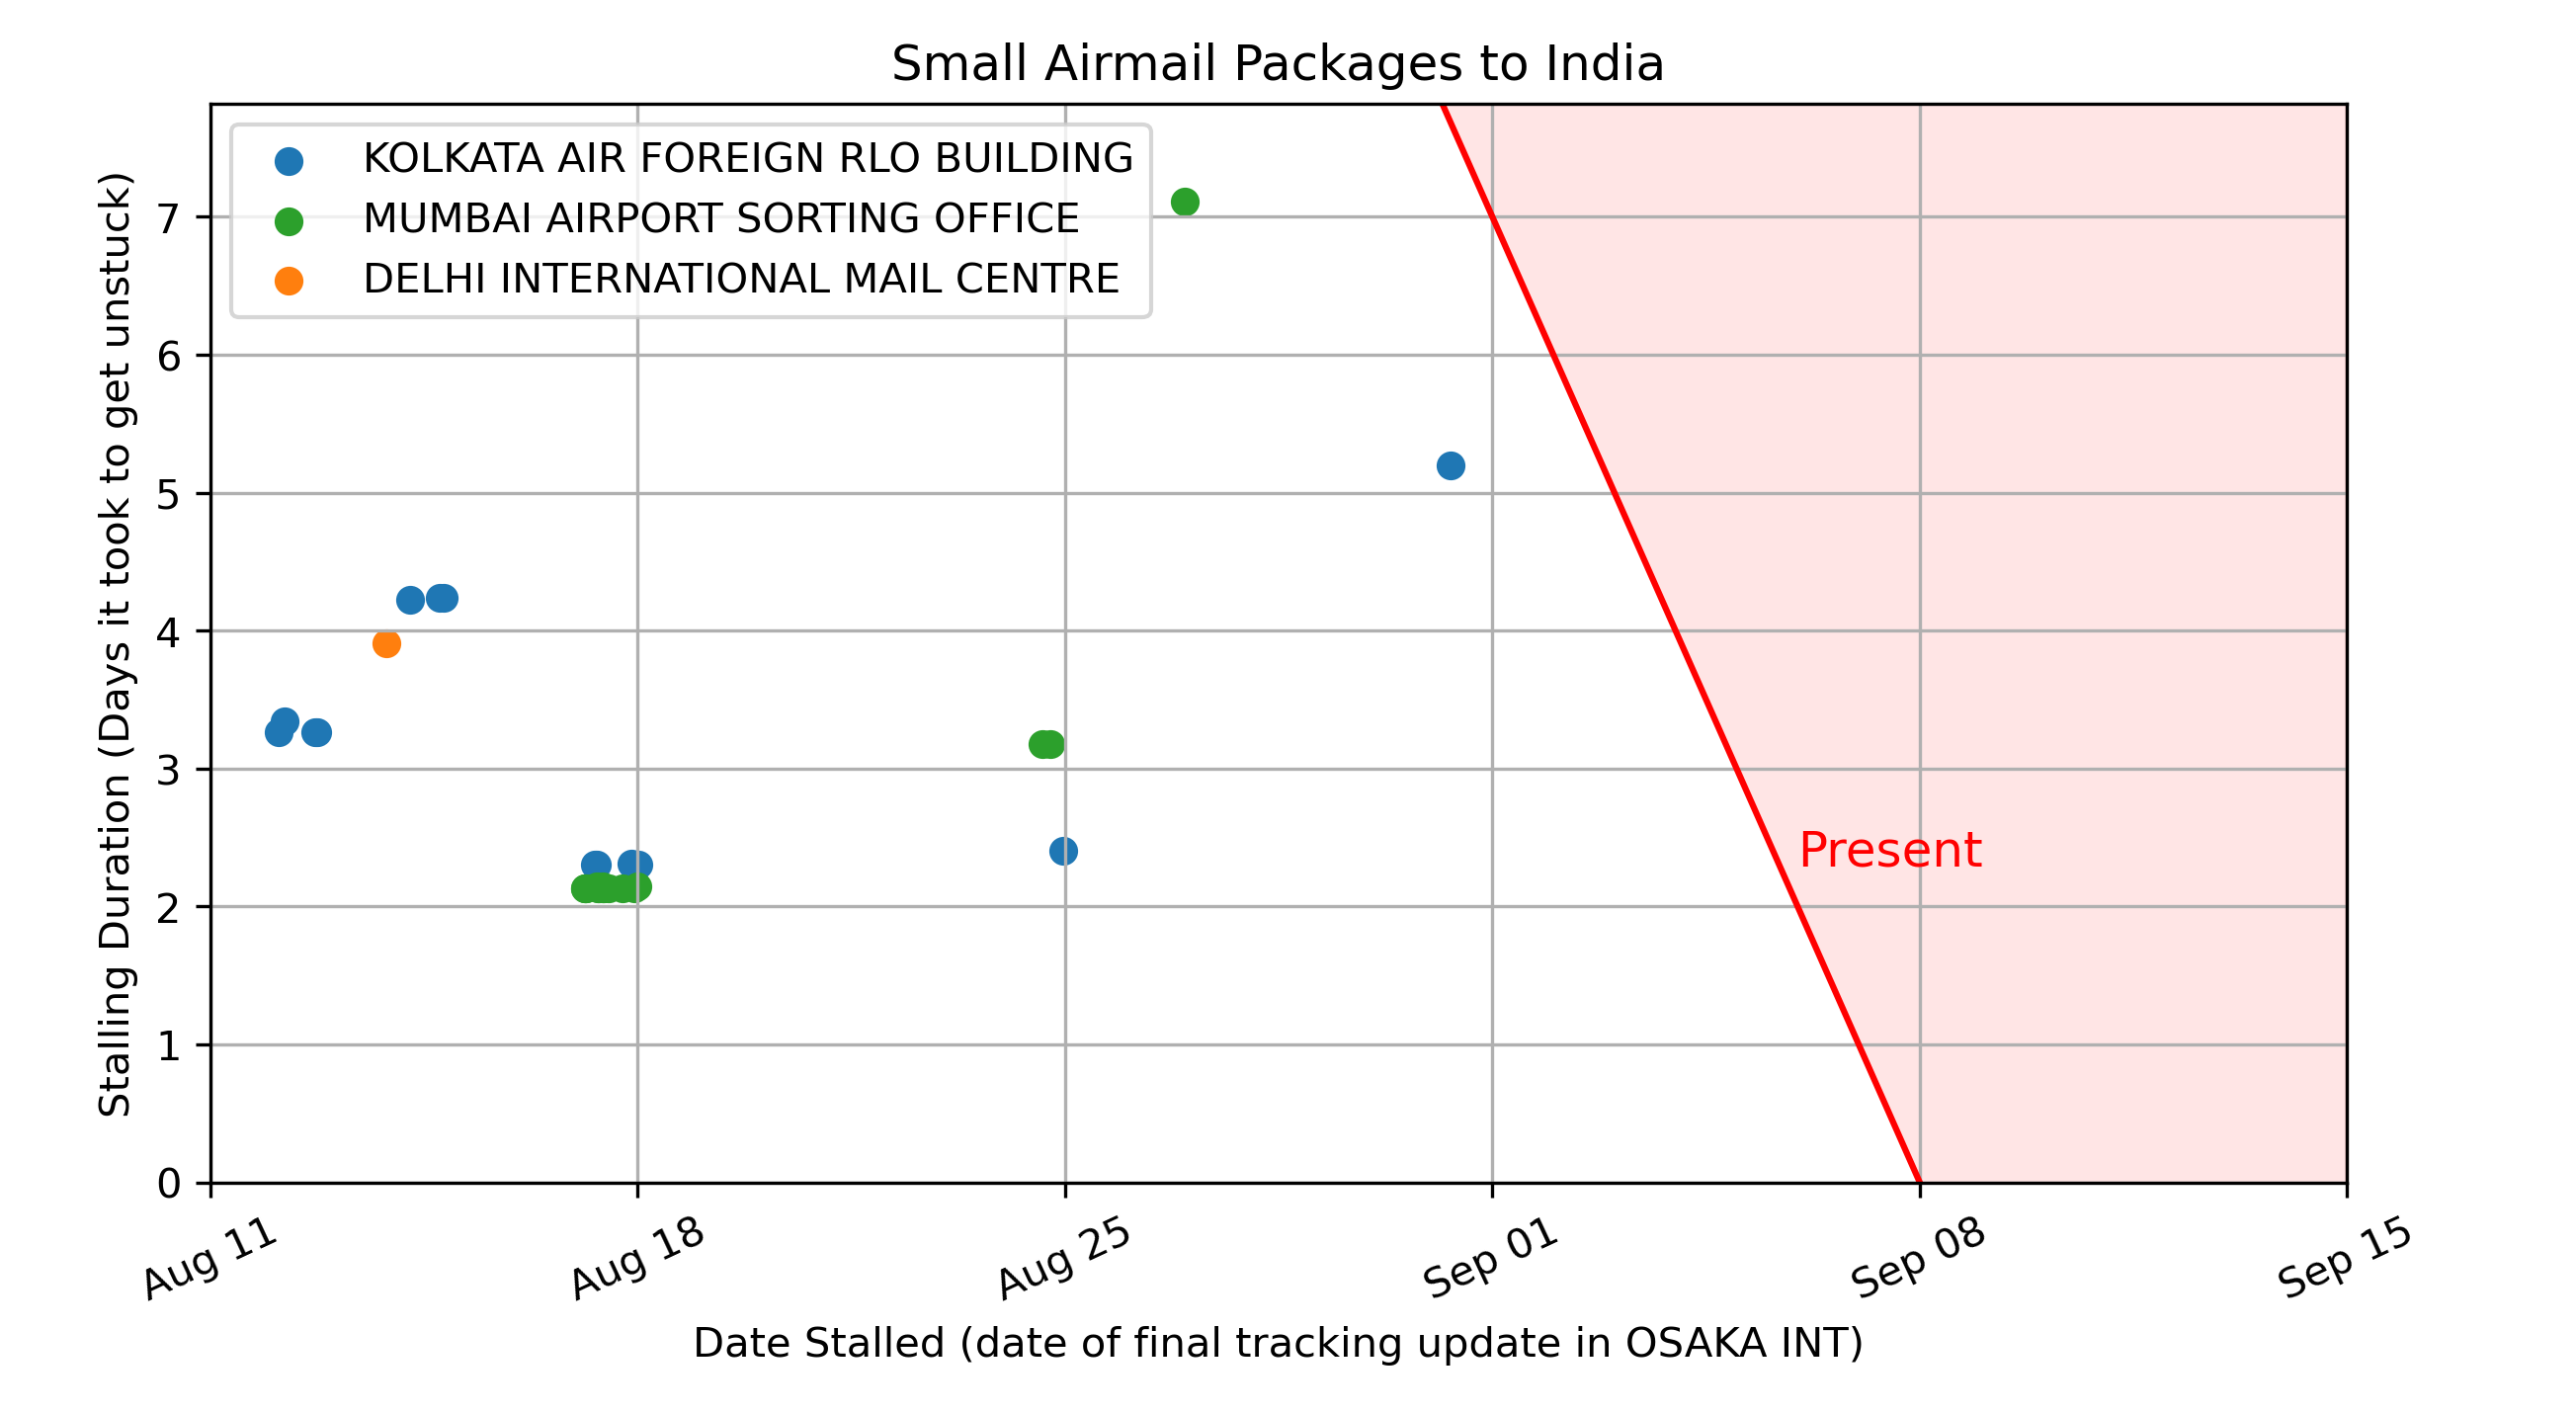 Small Airmail Packages to India
KOLKATA AIR FOREIGN RLO BUILDING
MUMBAI AIRPORT SORTING OFFICE
DELHI INTERNATIONAL MAIL CENTRE
Stalling Duration (Days it took to get unstuck)
7
6
5
4
3
2
1
0
Present
Aug 11
Aug 18
Aug 25
Sep 01
Sep 08
Sep 15
Date Stalled (date of final tracking update in OSAKA INT)